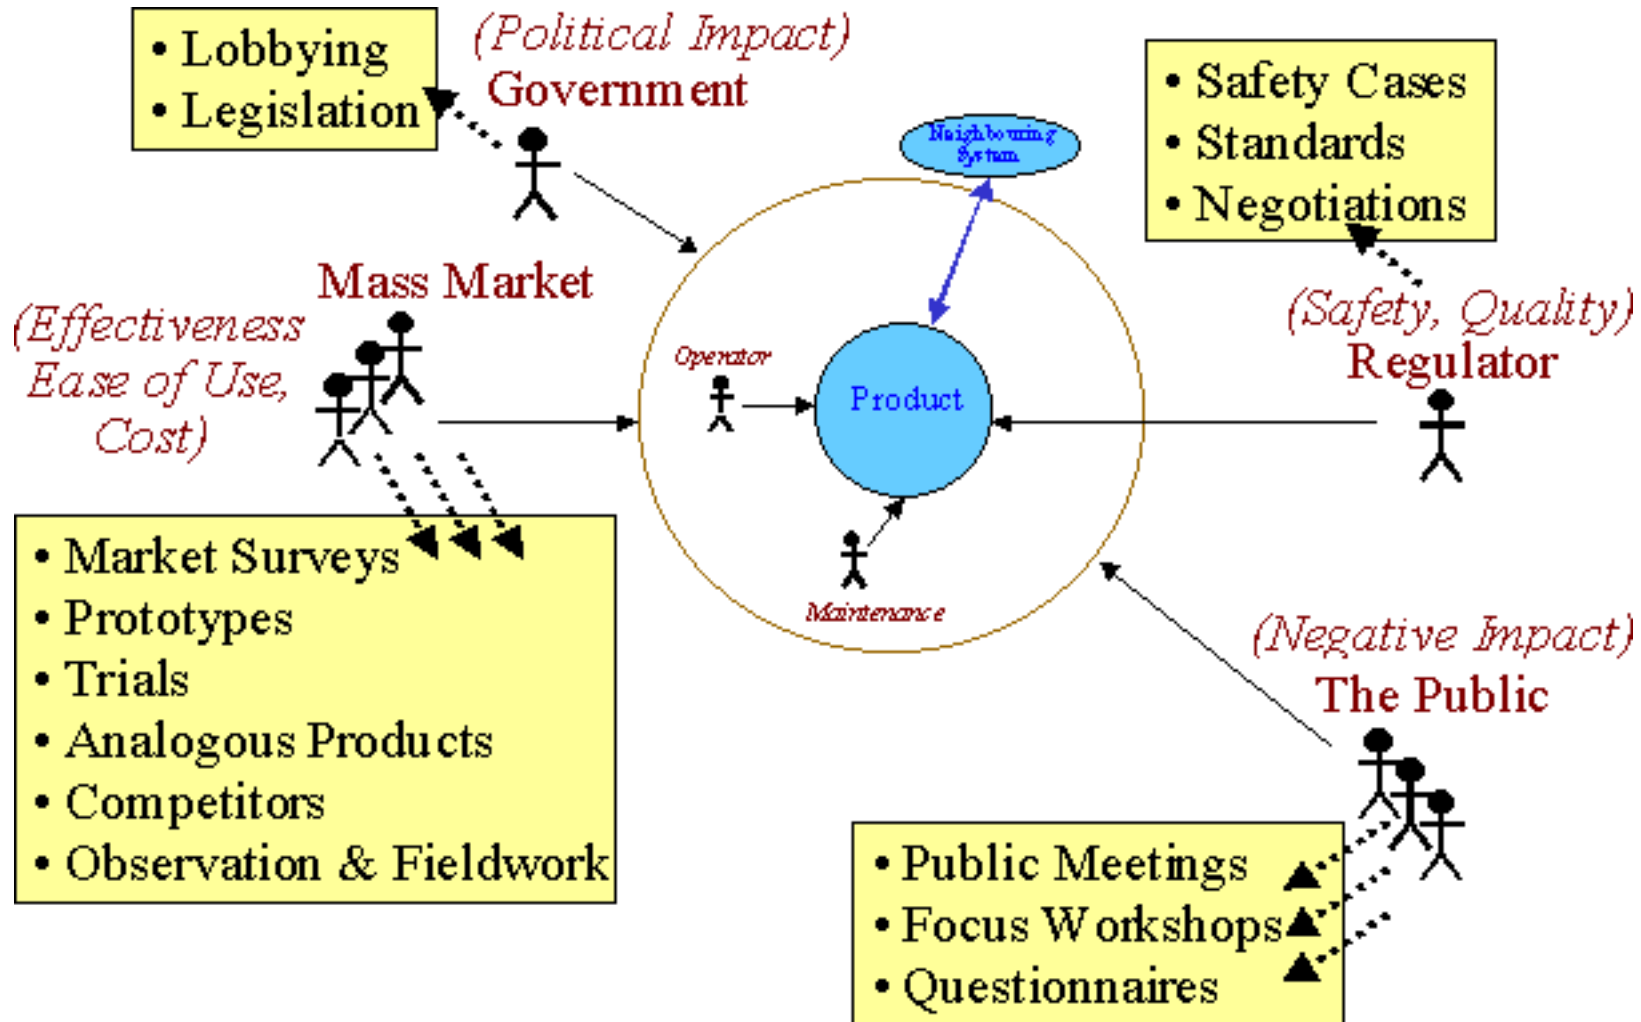 • Lobbying
• Legislation
(Political Impact)
Government
Neighbouring
System
• Safety Cases
• Standards
• Negotiations
Mass Market
(Effectiveness
Ease of Use,
Cost)
(Safety, Quality)
Regulator
Operator
Product
Maintenance
• Market Surveys
• Prototypes
• Trials
• Analogous Products
• Competitors
• Observation & Fieldwork
(Negative Impact)
The Public
• Public Meetings
• Focus Workshops
• Questionnaires